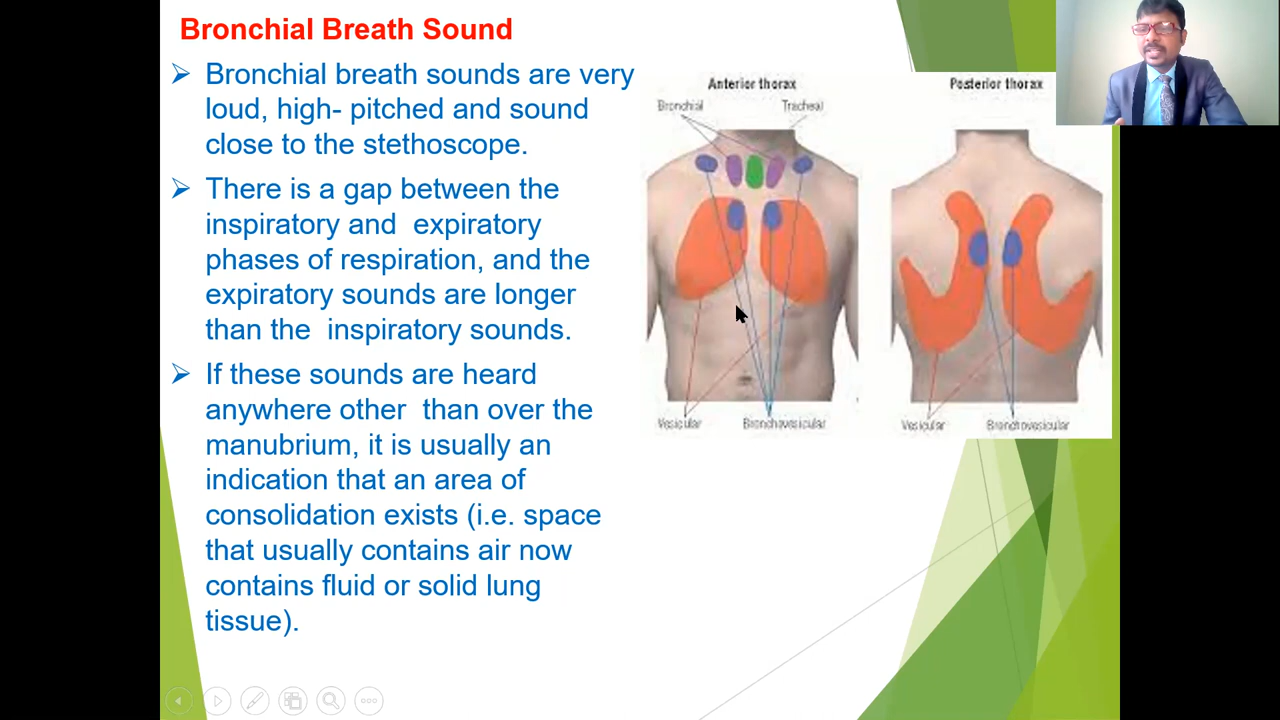 Bronchial Breath Sound
➢ Bronchial breath sounds are very
loud, high- pitched and sound
close to the stethoscope.
➢ There is a gap between the
inspiratory and expiratory
phases of respiration, and the
expiratory sounds are longer
than the inspiratory sounds.
➢ If these sounds are heard
anywhere other than over the
manubrium, it is usually an
indication that an area of
consolidation exists (i.e. space
that usually contains air now
contains fluid or solid lung
tissue).
Anterior thorax
Bronchial
Tracheal
Vesicular
Bronchovesicular
Posterior thorax
Vesicular
Bronchovesicular